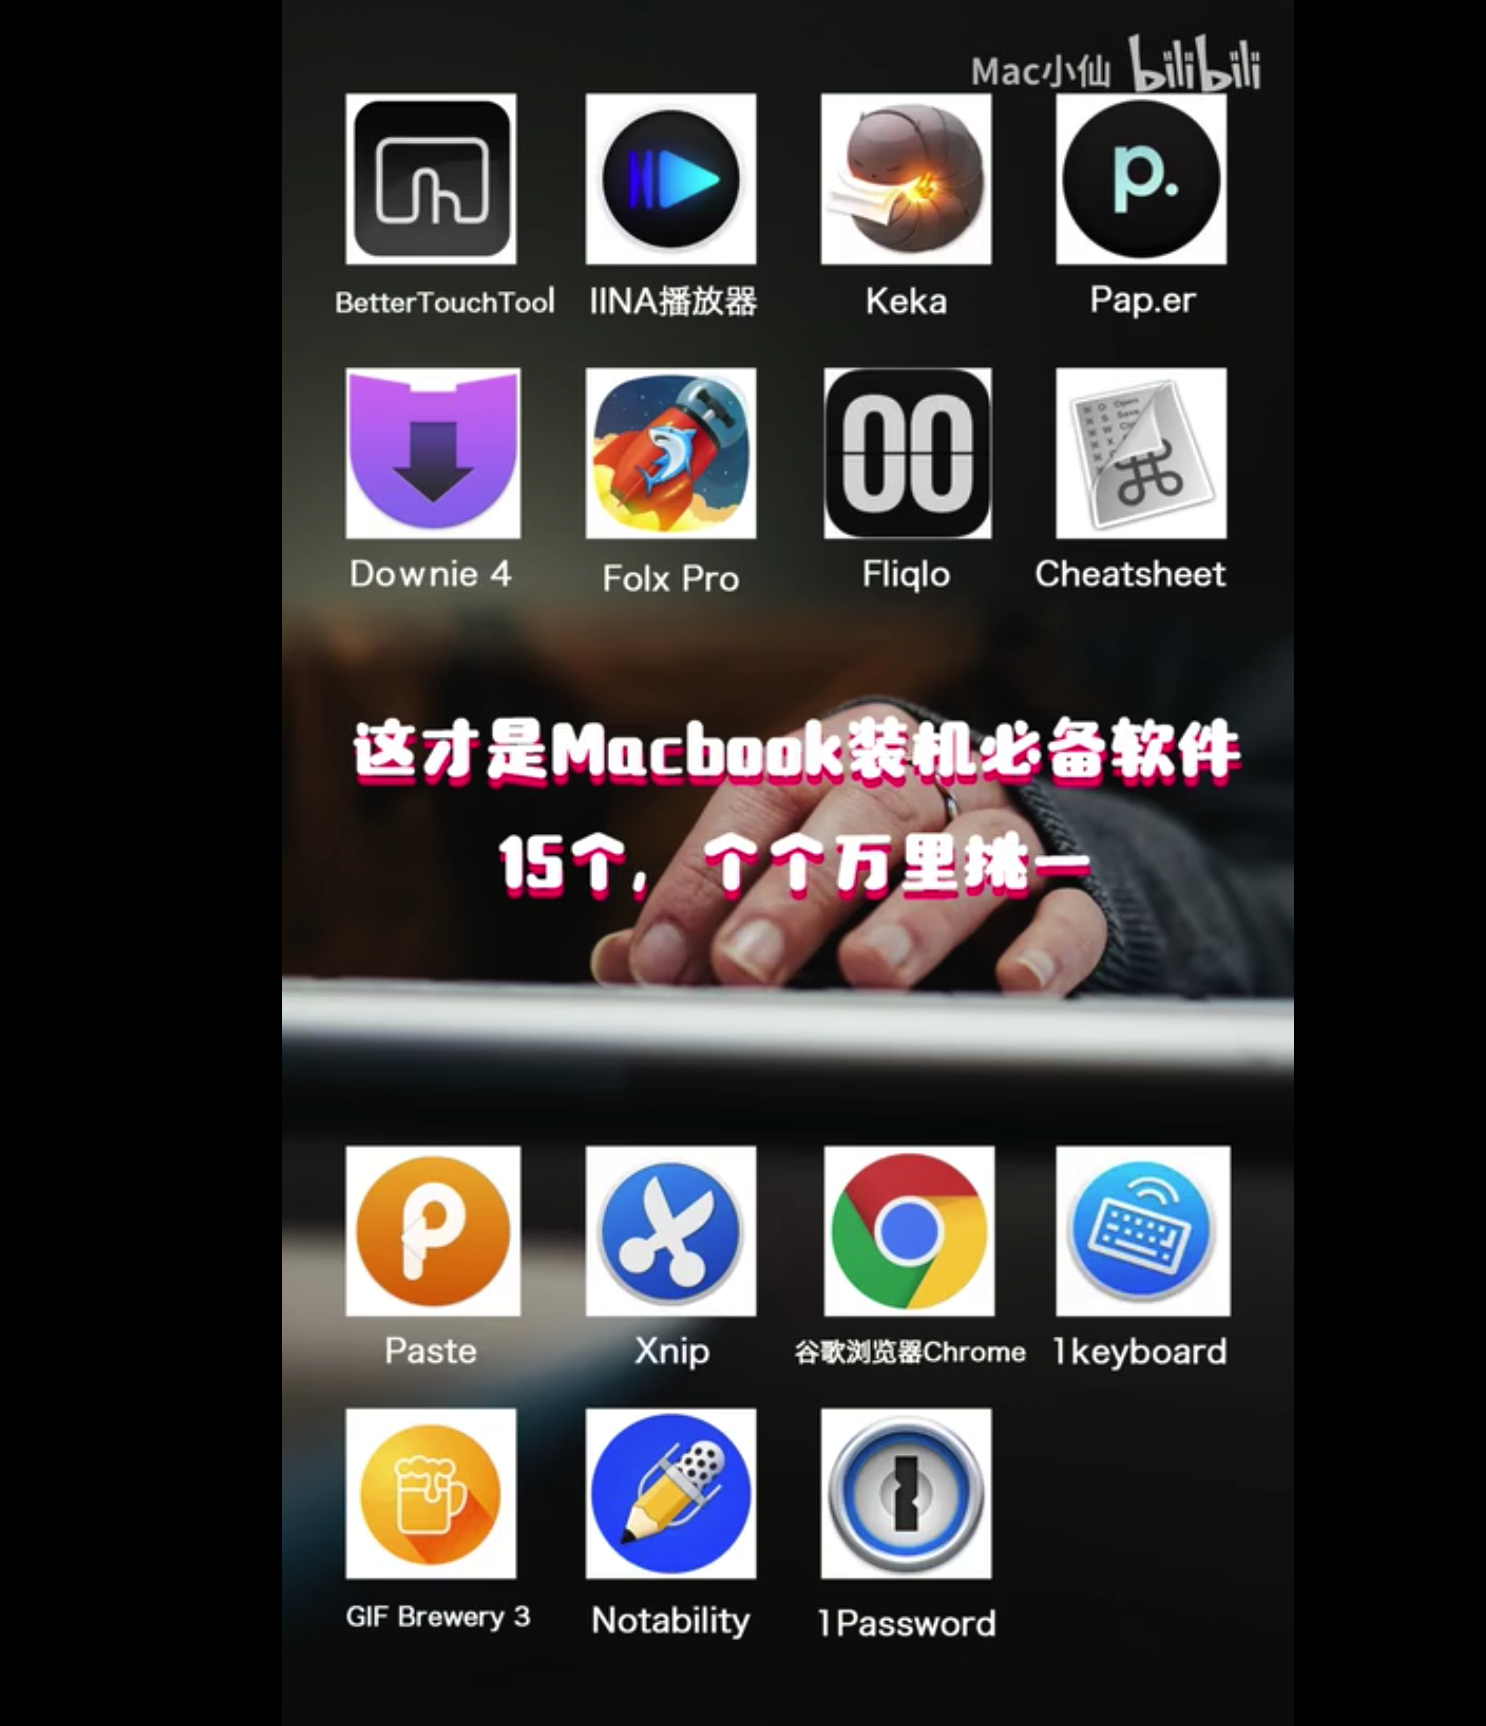 Mac小仙 bilibili
p.
BetterTouchTool IINA播放器 Keka Pap.er
00
Open
Save
Downie 4 Folx Pro Fliqlo Cheatsheet
这才是Macbook装机必备软件
15个，个个万里挑一
Paste Xnip 谷歌浏览器Chrome 1keyboard
GIF Brewery 3 Notability 1Password